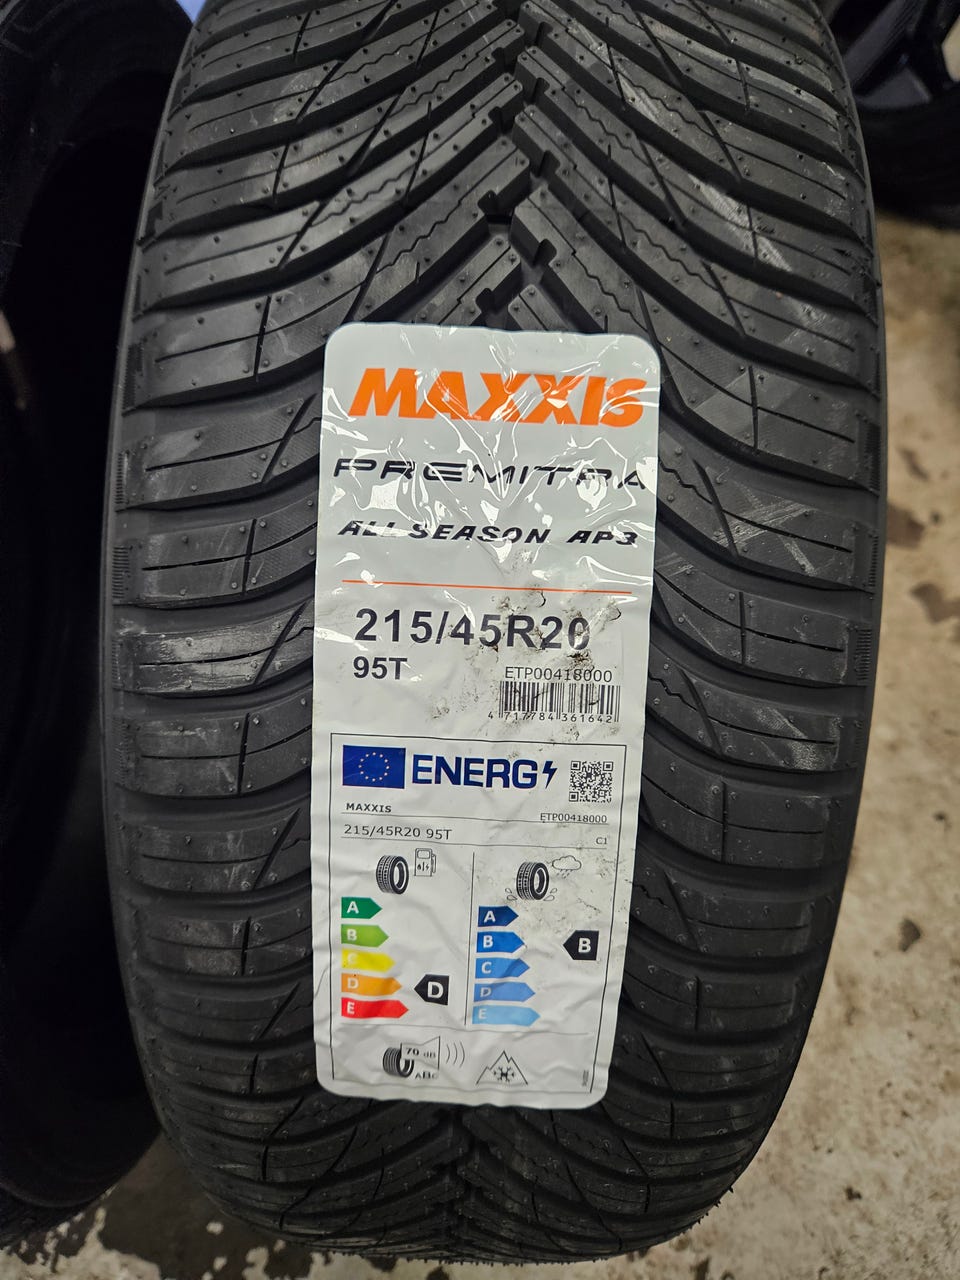 MAXXIS
PREMITRA
ALL SEASON AP3
215/45R20
95T
ETP00418000
4 717784 361642
ENERG
MAXXIS
ETP00418000
215/45R20 95T
C1
A
B
D
E
D
A
B
C
D
E
B
70 dB
ABC